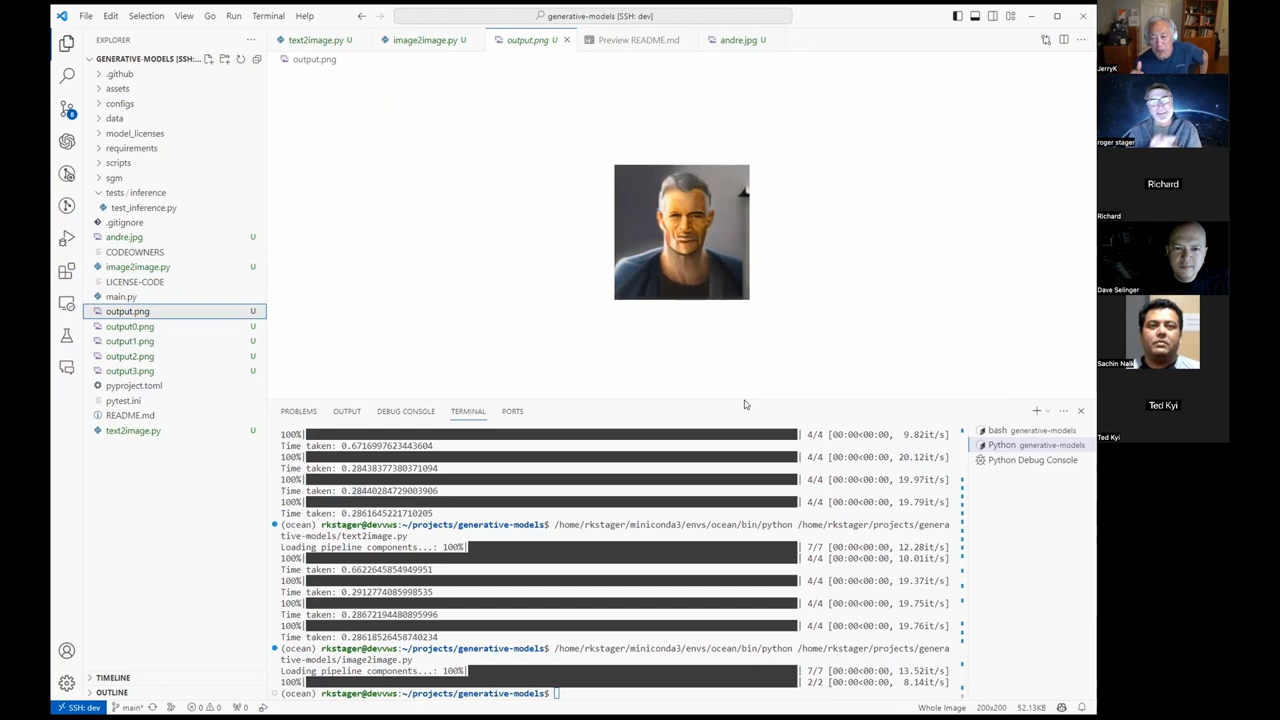 File Edit Selection View Go Run Terminal Help
generative-models [SSH: dev]
EXPLORER
text2image.py U
image2image.py U
output.png U
Preview README.md
andre.jpg U
GENERATIVE-MODELS [SSH:...
output.png
.github
assets
configs
data
model_licenses
requirements
scripts
sgm
tests / inference
test_inference.py
.gitignore
andre.jpg U
CODEOWNERS
image2image.py U
LICENSE-CODE
main.py
output.png U
output0.png U
output1.png U
output2.png U
output3.png U
pyproject.toml
pytest.ini
README.md
text2image.py U
TIMELINE
OUTLINE
PROBLEMS OUTPUT DEBUG CONSOLE TERMINAL PORTS
100%| | 4/4 [00:00<00:00, 9.82it/s]
Time taken: 0.6716997623443604
100%| | 4/4 [00:00<00:00, 20.12it/s]
Time taken: 0.28438377380371094
100%| | 4/4 [00:00<00:00, 19.97it/s]
Time taken: 0.28440284729003906
100%| | 4/4 [00:00<00:00, 19.79it/s]
Time taken: 0.2861645221710205
(ocean) rkstager@devvws:~/projects/generative-models$ /home/rkstager/miniconda3/envs/ocean/bin/python /home/rkstager/projects/genera
tive-models/text2image.py
Loading pipeline components...: 100%| | 7/7 [00:00<00:00, 12.28it/s]
100%| | 4/4 [00:00<00:00, 10.01it/s]
Time taken: 0.6622645854949951
100%| | 4/4 [00:00<00:00, 19.37it/s]
Time taken: 0.2912774085998535
100%| | 4/4 [00:00<00:00, 19.75it/s]
Time taken: 0.28672194480895996
100%| | 4/4 [00:00<00:00, 19.76it/s]
Time taken: 0.28618526458740234
(ocean) rkstager@devvws:~/projects/generative-models$ /home/rkstager/miniconda3/envs/ocean/bin/python /home/rkstager/projects/genera
tive-models/image2image.py
Loading pipeline components...: 100%| | 7/7 [00:00<00:00, 13.52it/s]
100%| | 2/2 [00:00<00:00, 8.14it/s]
(ocean) rkstager@devvws:~/projects/generative-models$
bash generative-models
Python generative-models
Python Debug Console
SSH: dev main* 0 0 0
Whole Image 200x200 52.13KB
JerryK
roger stager
Richard
Richard
Dave Selinger
Sachin Naik
Ted Kyi
Ted Kyi